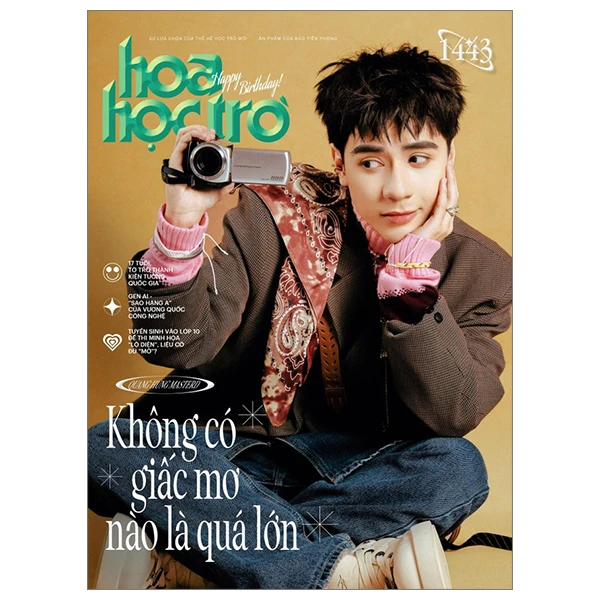 SỰ LỰA CHỌN CỦA THẾ HỆ HỌC TRÒ MỚI
ẤN PHẨM CỦA BÁO TIỀN PHONG
1443
hoa
học trò
Happy
Birthday!
17 TUỔI,
TỚ TRỞ THÀNH
KIỆN TƯỚNG
QUỐC GIA
GEN AI -
"SAO HẠNG A"
CỦA VƯƠNG QUỐC
CÔNG NGHỆ
TUYỂN SINH VÀO LỚP 10
ĐỀ THI MINH HỌA
"LỘ DIỆN", LIỆU CÓ
ĐỦ "MỞ"?
QUANG HÙNG MASTERD
Không có
giấc mơ
nào là quá lớn